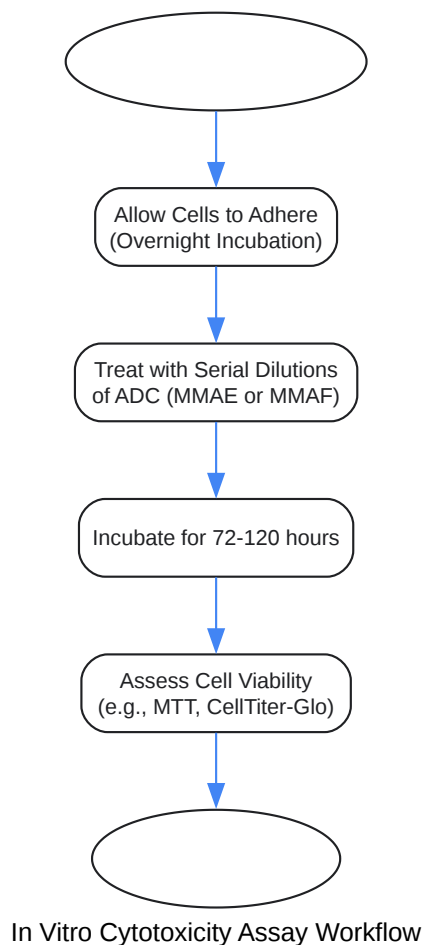 Allow Cells to Adhere
(Overnight Incubation)
Treat with Serial Dilutions
of ADC (MMAE or MMAF)
Incubate for 72-120 hours
Assess Cell Viability
(e.g., MTT, CellTiter-Glo)
In Vitro Cytotoxicity Assay Workflow